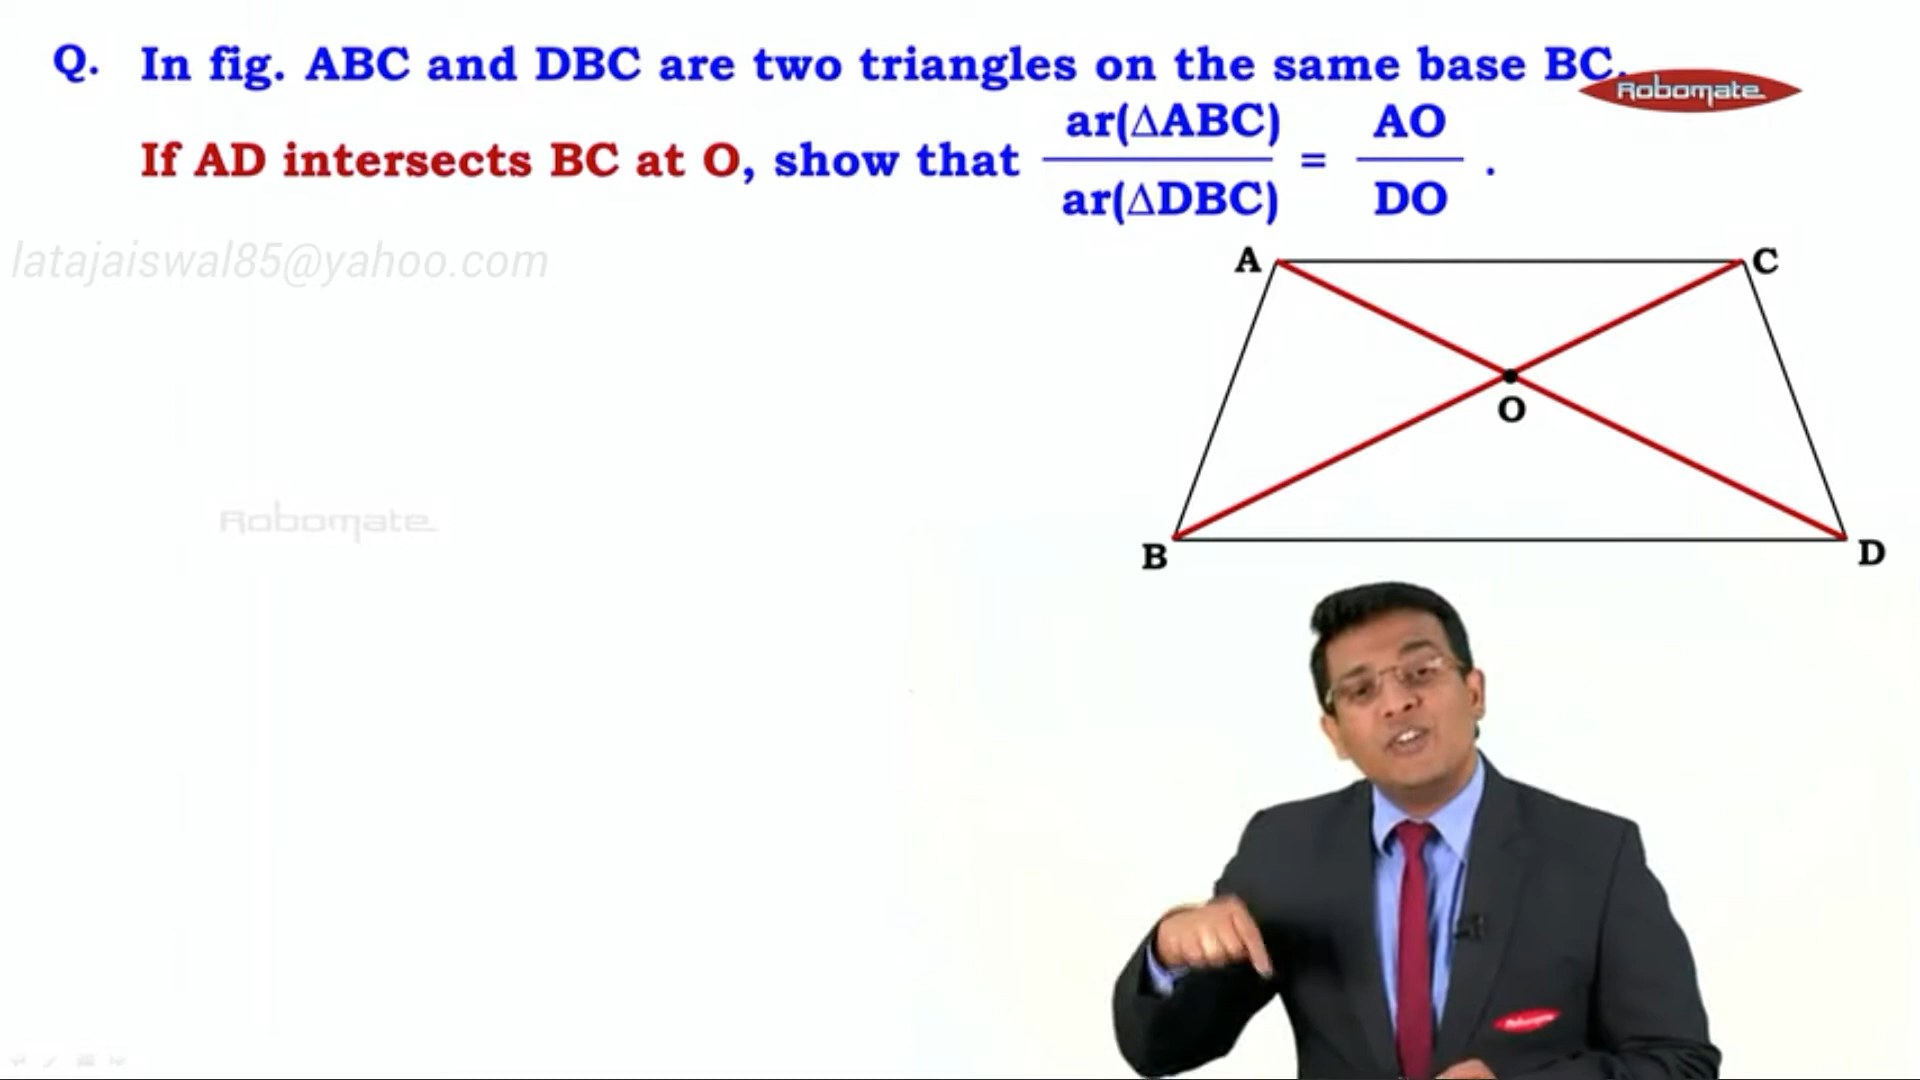 Q. In fig. ABC and DBC are two triangles on the same base BC.
Robomate
If AD intersects BC at O, show that ar(ΔABC) / ar(ΔDBC) = AO / DO .
latajaiswal85@yahoo.com
A
C
O
B
D
Robomate
Robomate